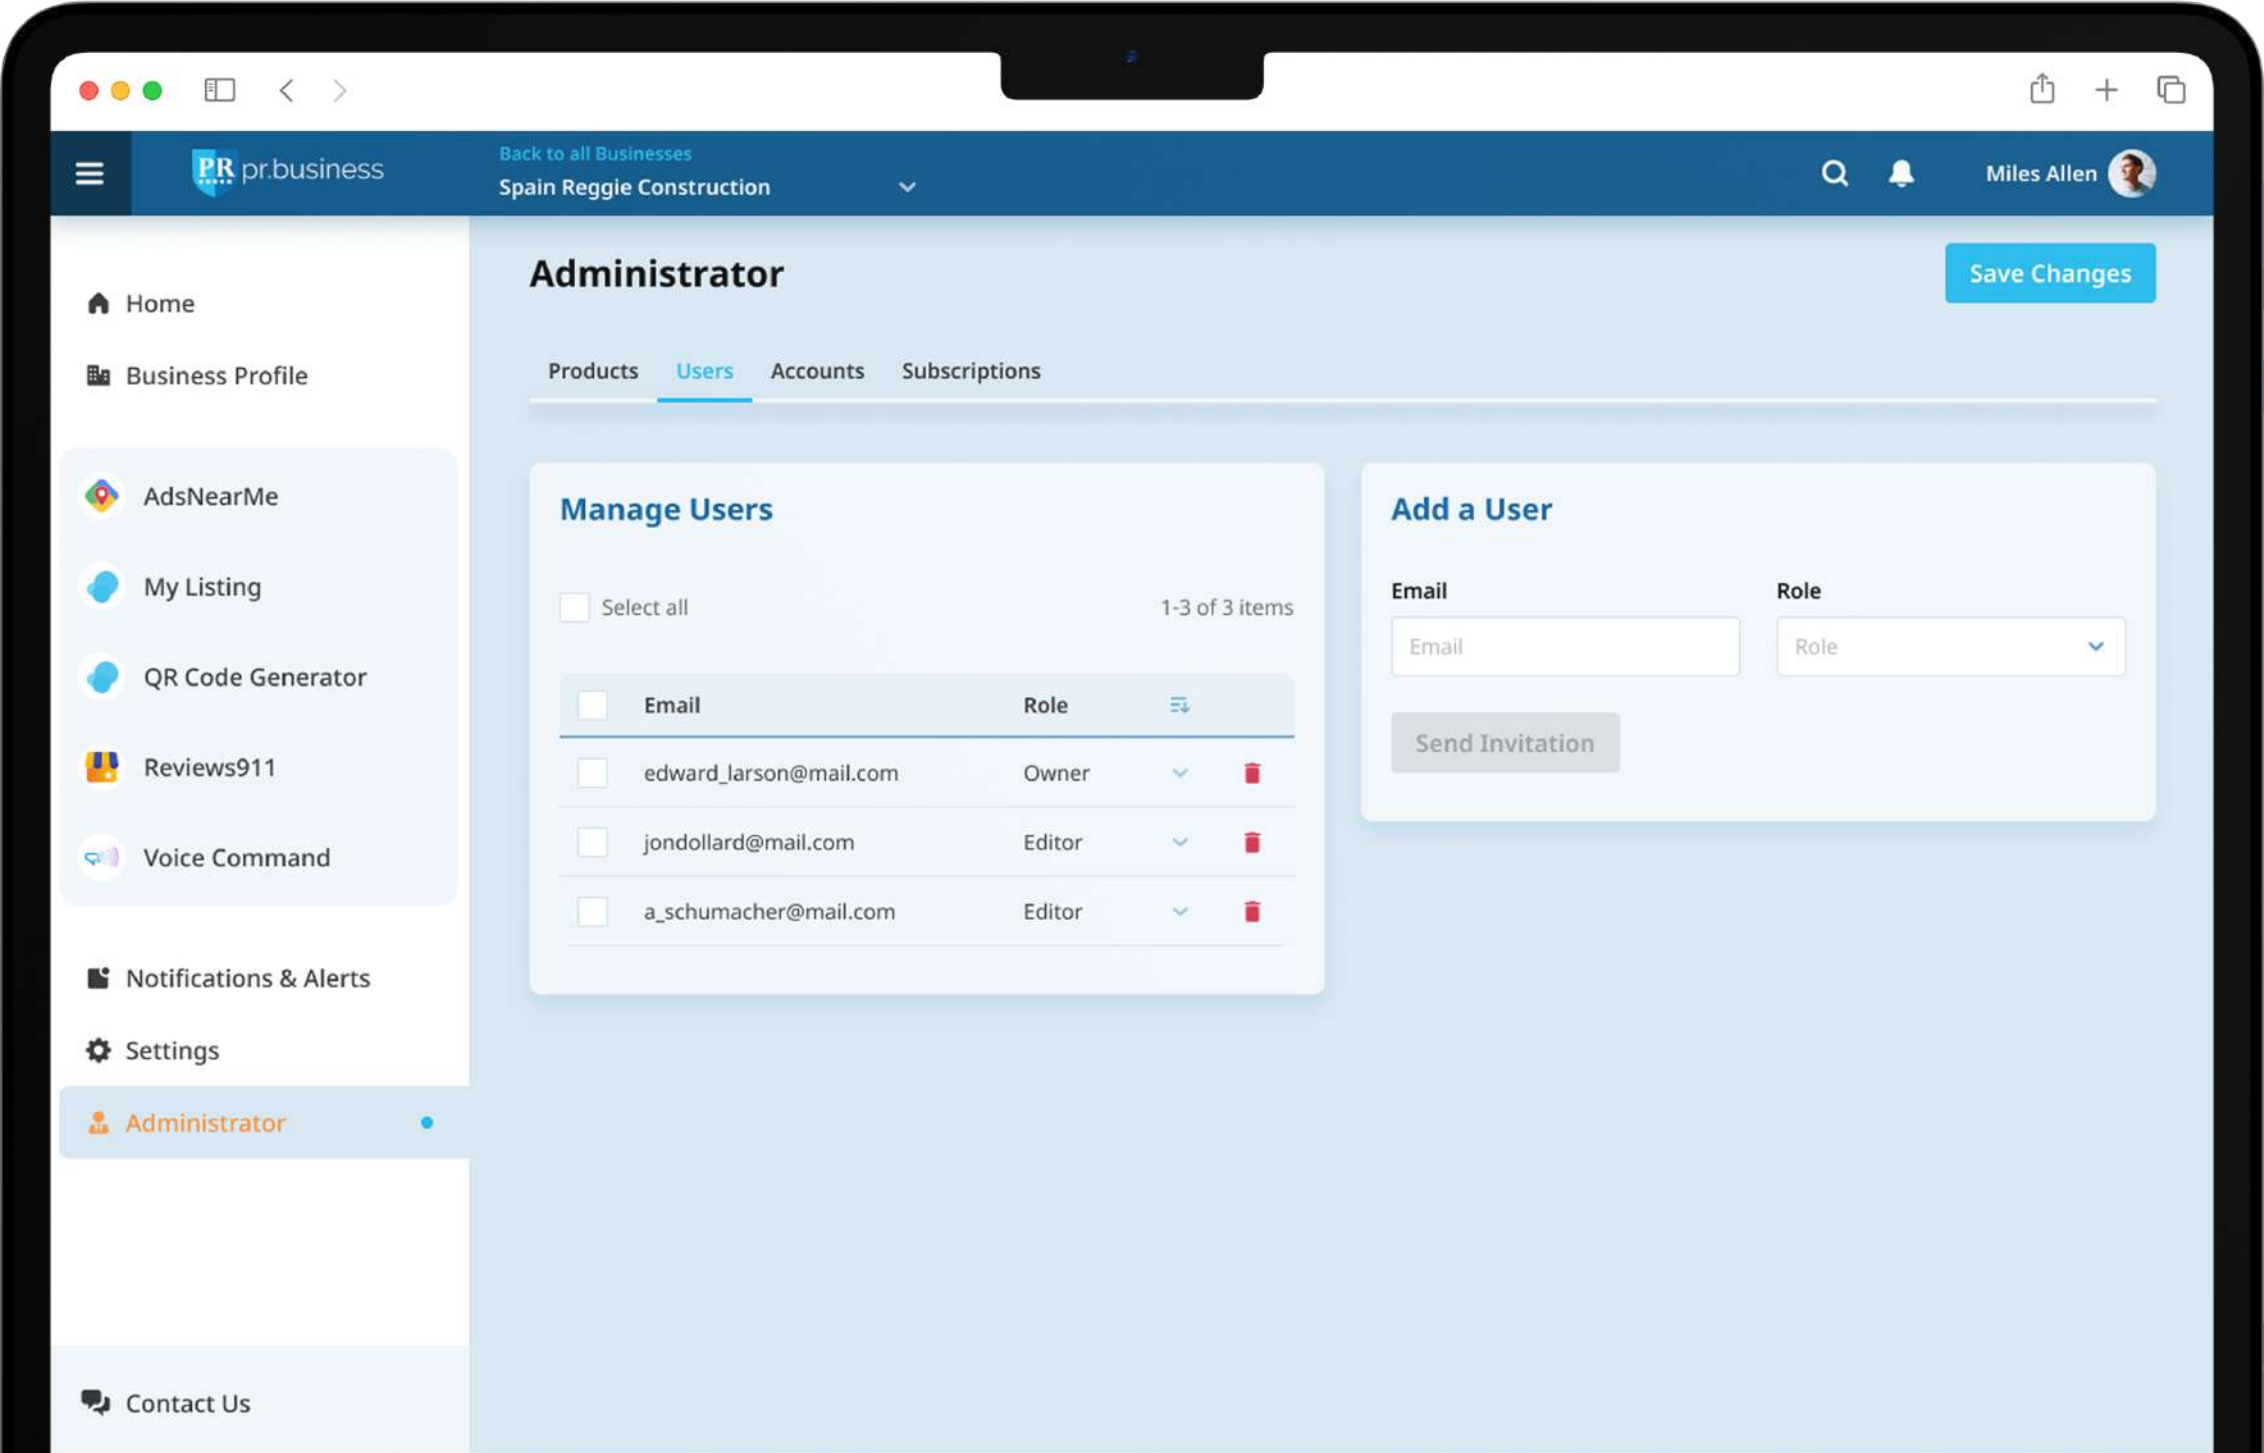 PR pr.business
Back to all Businesses
Spain Reggie Construction
Miles Allen
Home
Business Profile
AdsNearMe
My Listing
QR Code Generator
Reviews911
Voice Command
Notifications & Alerts
Settings
Administrator
Contact Us
Administrator
Save Changes
Products Users Accounts Subscriptions
Manage Users
Select all 1-3 of 3 items
Email Role
edward_larson@mail.com Owner
jondollard@mail.com Editor
a_schumacher@mail.com Editor
Add a User
Email Role
Email Role
Send Invitation